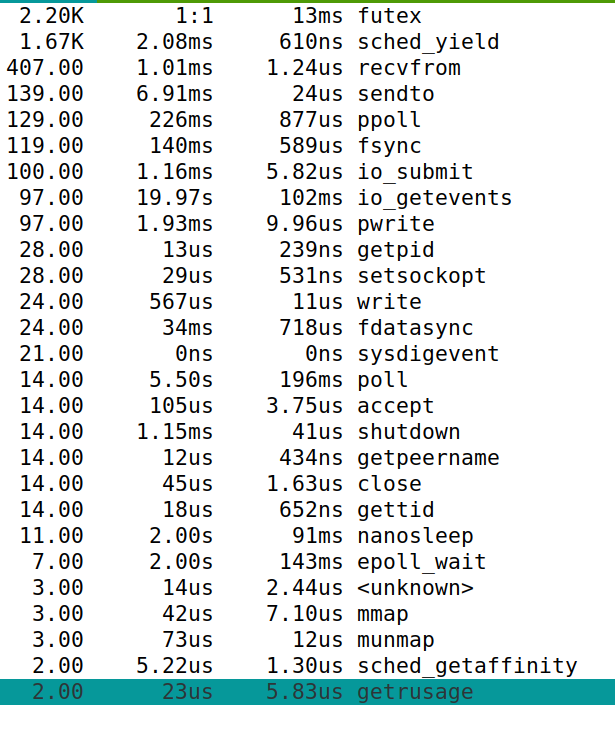 2.20K 1:1 13ms futex
1.67K 2.08ms 610ns sched_yield
407.00 1.01ms 1.24us recvfrom
139.00 6.91ms 24us sendto
129.00 226ms 877us ppoll
119.00 140ms 589us fsync
100.00 1.16ms 5.82us io_submit
97.00 19.97s 102ms io_getevents
97.00 1.93ms 9.96us pwrite
28.00 13us 239ns getpid
28.00 29us 531ns setsockopt
24.00 567us 11us write
24.00 34ms 718us fdatasync
21.00 0ns 0ns sysdigevent
14.00 5.50s 196ms poll
14.00 105us 3.75us accept
14.00 1.15ms 41us shutdown
14.00 12us 434ns getpeername
14.00 45us 1.63us close
14.00 18us 652ns gettid
11.00 2.00s 91ms nanosleep
7.00 2.00s 143ms epoll_wait
3.00 14us 2.44us <unknown>
3.00 42us 7.10us mmap
3.00 73us 12us munmap
2.00 5.22us 1.30us sched_getaffinity
2.00 23us 5.83us getrusage